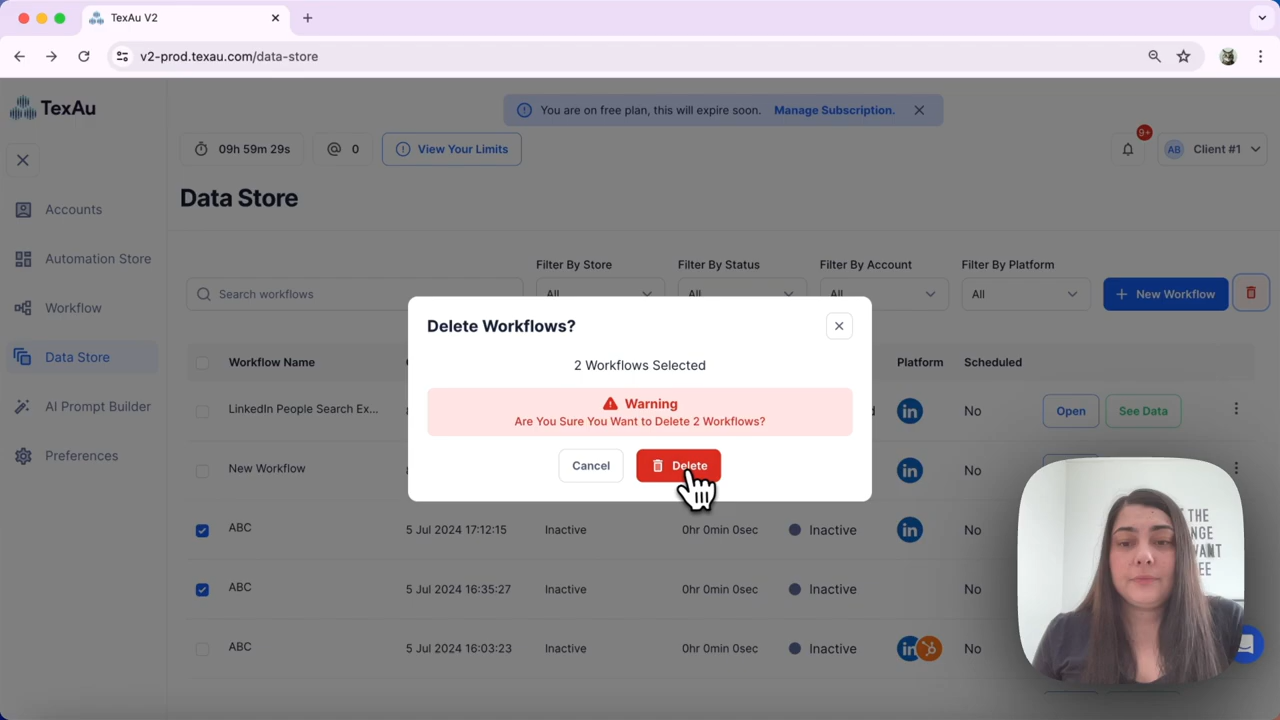 TexAu V2
v2-prod.texau.com/data-store
TexAu
You are on free plan, this will expire soon. Manage Subscription.
09h 59m 29s
0
View Your Limits
9+
AB
Client #1
Data Store
Accounts
Automation Store
Workflow
Data Store
AI Prompt Builder
Preferences
Filter By Store
Filter By Status
Filter By Account
Filter By Platform
Search workflows
All
All
All
All
New Workflow
Delete Workflows?
2 Workflows Selected
Warning
Are You Sure You Want to Delete 2 Workflows?
Cancel
Delete
Workflow Name
Platform
Scheduled
LinkedIn People Search Ex...
in
No
Open
See Data
New Workflow
in
No
ABC
5 Jul 2024 17:12:15
Inactive
0hr 0min 0sec
Inactive
in
No
ABC
5 Jul 2024 16:35:27
Inactive
0hr 0min 0sec
Inactive
in
No
ABC
5 Jul 2024 16:03:23
Inactive
0hr 0min 0sec
Inactive
in
No
THE